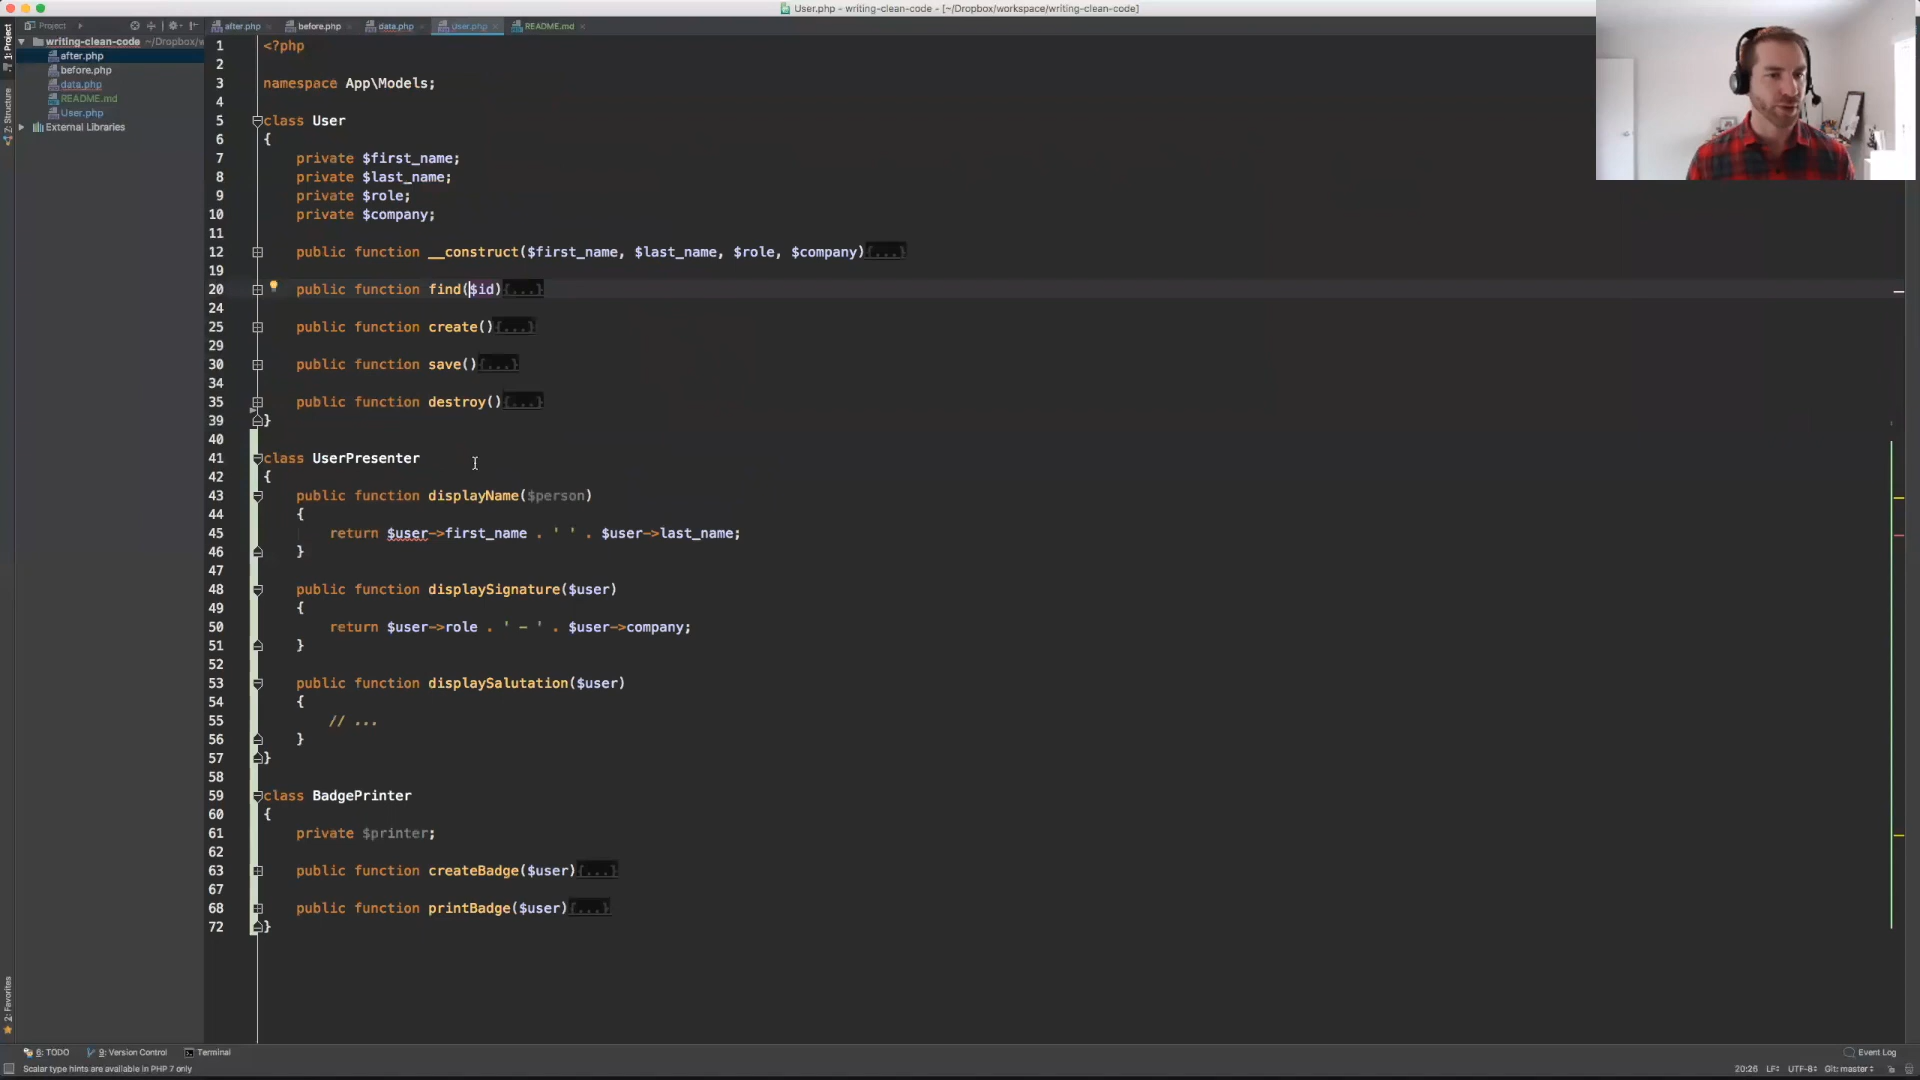 User.php - writing-clean-code - [~/Dropbox/workspace/writing-clean-code]
Project
after.php
before.php
data.php
User.php
README.md
1: Project
2: Structure
2: Favorites
writing-clean-code ~/Dropbox/w
after.php
before.php
data.php
README.md
User.php
External Libraries
1 <?php
2
3 namespace App\Models;
4
5 class User
6 {
7 private $first_name;
8 private $last_name;
9 private $role;
10 private $company;
11
12 public function __construct($first_name, $last_name, $role, $company){...}
19
20 public function find($id){...}
24
25 public function create(){...}
29
30 public function save(){...}
34
35 public function destroy(){...}
39 }
40
41 class UserPresenter
42 {
43 public function displayName($person)
44 {
45 return $user->first_name . ' ' . $user->last_name;
46 }
47
48 public function displaySignature($user)
49 {
50 return $user->role . ' - ' . $user->company;
51 }
52
53 public function displaySalutation($user)
54 {
55 // ...
56 }
57 }
58
59 class BadgePrinter
60 {
61 private $printer;
62
63 public function createBadge($user){...}
67
68 public function printBadge($user){...}
72 }
6: TODO
9: Version Control
Terminal
Event Log
Scalar type hints are available in PHP 7 only
20:26 LF÷ UTF-8÷ Git: master÷